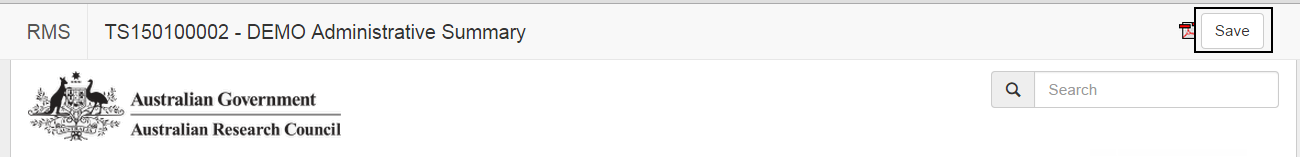 RMS TS150100002 - DEMO Administrative Summary Save
Search
Australian Government
Australian Research Council